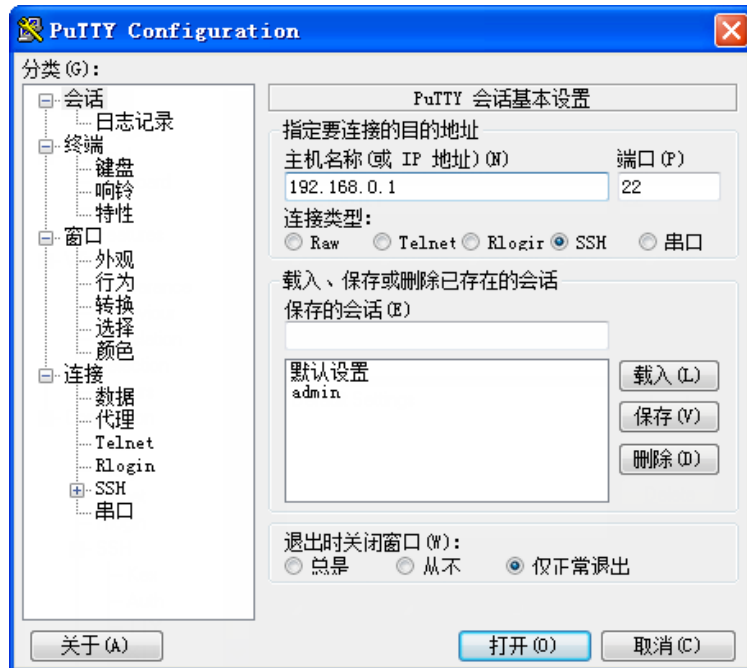 PuTTY Configuration
分类(G):
会话
日志记录
终端
键盘
响铃
特性
窗口
外观
行为
转换
选择
颜色
连接
数据
代理
Telnet
Rlogin
SSH
串口
PuTTY 会话基本设置
指定要连接的目的地址
主机名称(或 IP 地址)(N) 端口(P)
192.168.0.1 22
连接类型:
Raw Telnet Rlogir SSH 串口
载入、保存或删除已存在的会话
保存的会话(E)
默认设置
admin
载入(L)
保存(V)
删除(D)
退出时关闭窗口(W):
总是 从不 仅正常退出
关于(A) 打开(O) 取消(C)